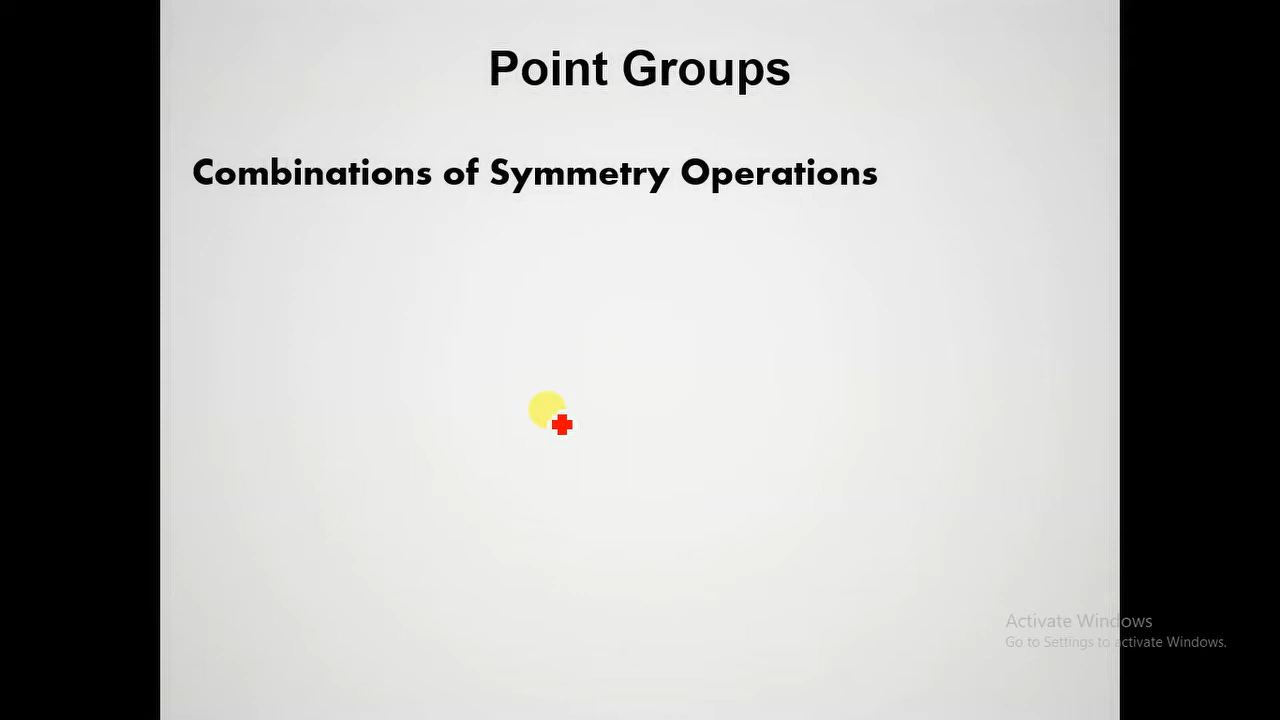 Point Groups
Combinations of Symmetry Operations
Activate Windows
Go to Settings to activate Windows.